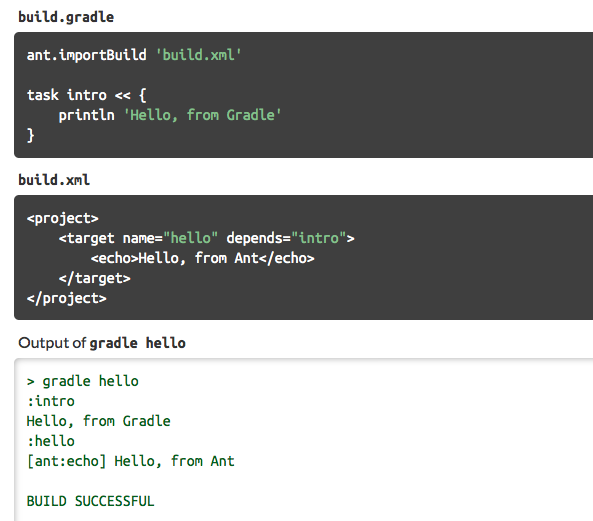 build.gradle
ant.importBuild 'build.xml'
task intro << {
    println 'Hello, from Gradle'
}
build.xml
<project>
    <target name="hello" depends="intro">
        <echo>Hello, from Ant</echo>
    </target>
</project>
Output of gradle hello
> gradle hello
:intro
Hello, from Gradle
:hello
[ant:echo] Hello, from Ant
BUILD SUCCESSFUL